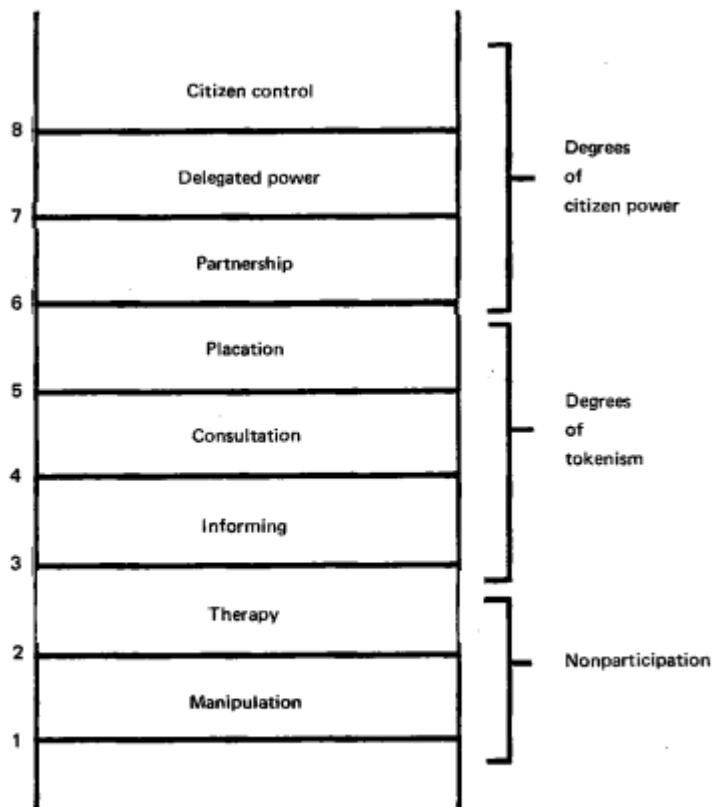 Citizen control
8
Delegated power
7
Partnership
6
Placation
5
Consultation
4
Informing
3
Therapy
2
Manipulation
1
Degrees
of
citizen power
Degrees
of
tokenism
Nonparticipation